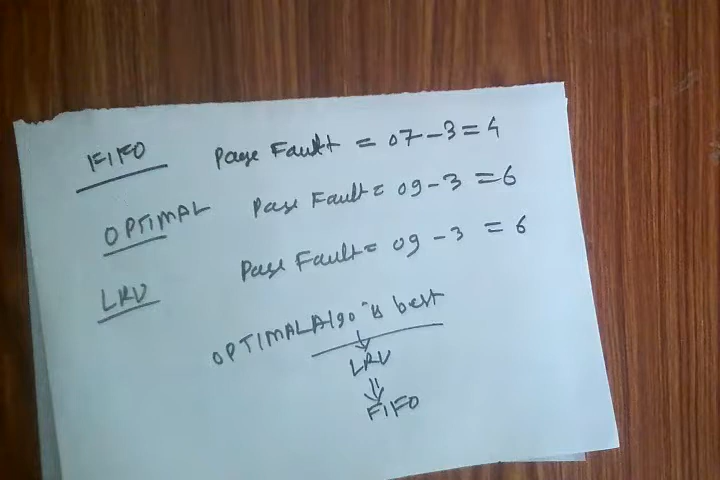 FIFO Page Fault = 07-3=4
OPTIMAL Page Fault= 09-3=6
LRU Page Fault= 09-3=6
OPTIMAL Algo is best
LRU
FIFO